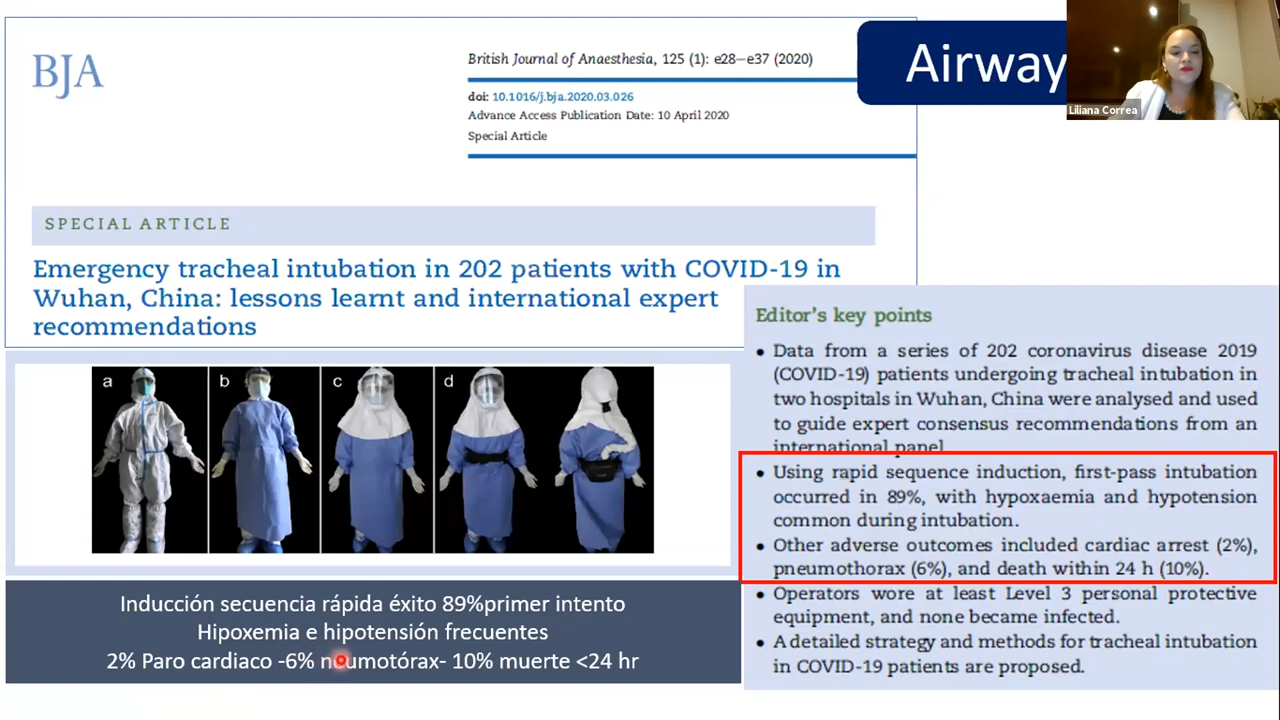 BJA
British Journal of Anaesthesia, 125 (1): e28–e37 (2020)
doi: 10.1016/j.bja.2020.03.026
Advance Access Publication Date: 10 April 2020
Special Article
Airway
Liliana Correa
SPECIAL ARTICLE
Emergency tracheal intubation in 202 patients with COVID-19 in
Wuhan, China: lessons learnt and international expert
recommendations
a
b
c
d
Inducción secuencia rápida éxito 89%primer intento
Hipoxemia e hipotensión frecuentes
2% Paro cardiaco -6% neumotórax- 10% muerte <24 hr
Editor's key points
• Data from a series of 202 coronavirus disease 2019
(COVID-19) patients undergoing tracheal intubation in
two hospitals in Wuhan, China were analysed and used
to guide expert consensus recommendations from an
international panel.
• Using rapid sequence induction, first-pass intubation
occurred in 89%, with hypoxaemia and hypotension
common during intubation.
• Other adverse outcomes included cardiac arrest (2%),
pneumothorax (6%), and death within 24 h (10%).
• Operators wore at least Level 3 personal protective
equipment, and none became infected.
• A detailed strategy and methods for tracheal intubation
in COVID-19 patients are proposed.